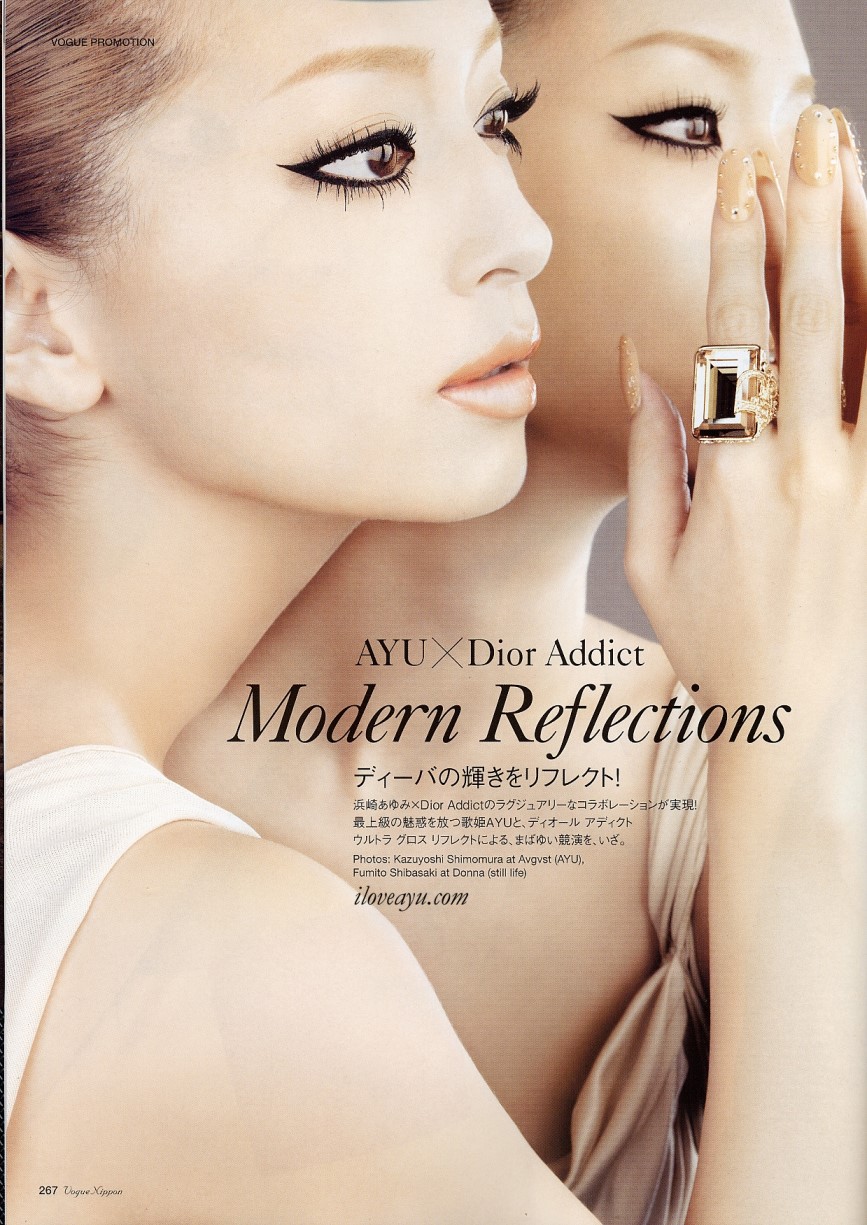 VOGUE PROMOTION
AYU×Dior Addict
Modern Reflections
ディーバの輝きをリフレクト!
浜崎あゆみ×Dior Addictのラグジュアリーなコラボレーションが実現!
最上級の魅惑を放つ歌姫AYUと、ディオール アディクト
ウルトラ グロス リフレクトによる、まばゆい競演を、いざ。
Photos: Kazuyoshi Shimomura at Avgvst (AYU),
Fumito Shibasaki at Donna (still life)
iloveayu.com
267 Vogue Nippon